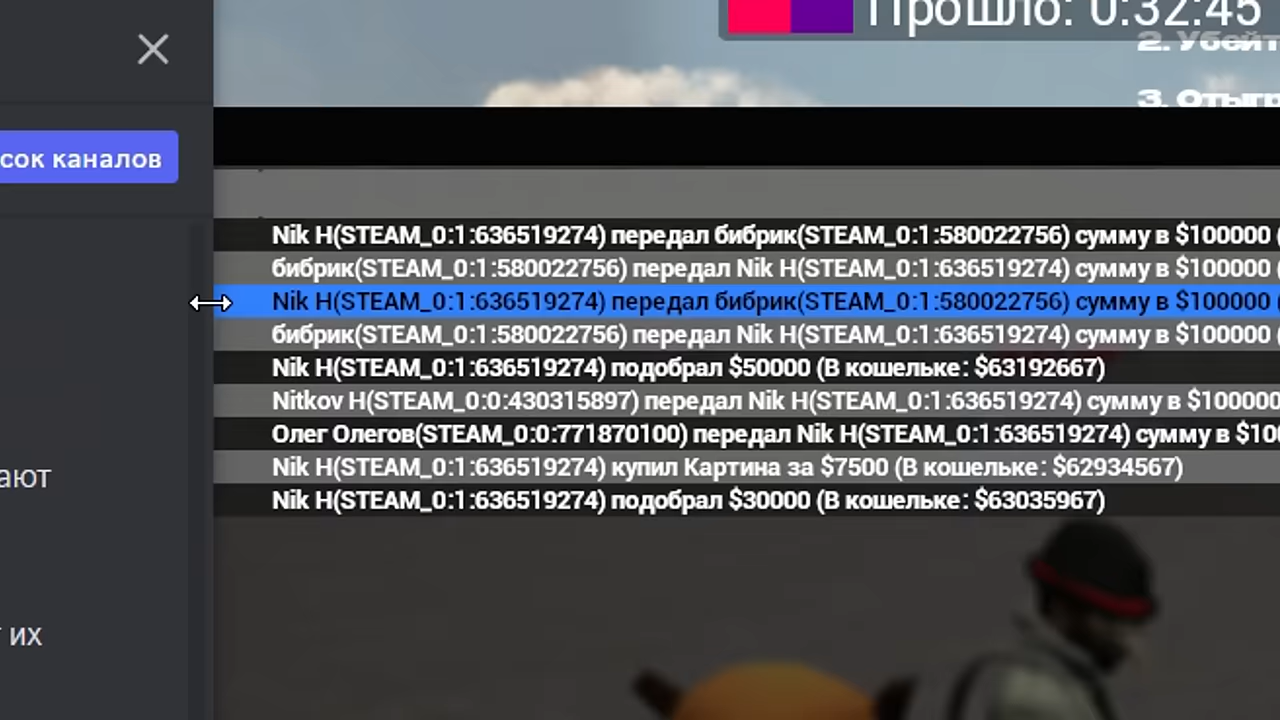 Прошло: 0:32:45
2. Убейт
3. Отыгр
сок каналов
Nik H(STEAM_0:1:636519274) передал бибрик(STEAM_0:1:580022756) сумму в $100000 (
бибрик(STEAM_0:1:580022756) передал Nik H(STEAM_0:1:636519274) сумму в $100000 (
Nik H(STEAM_0:1:636519274) передал бибрик(STEAM_0:1:580022756) сумму в $100000 (
бибрик(STEAM_0:1:580022756) передал Nik H(STEAM_0:1:636519274) сумму в $100000 (
Nik H(STEAM_0:1:636519274) подобрал $50000 (В кошельке: $63192667)
Nitkov H(STEAM_0:0:430315897) передал Nik H(STEAM_0:1:636519274) сумму в $100000
Олег Олегов(STEAM_0:0:771870100) передал Nik H(STEAM_0:1:636519274) сумму в $100
Nik H(STEAM_0:1:636519274) купил Картина за $7500 (В кошельке: $62934567)
ают
Nik H(STEAM_0:1:636519274) подобрал $30000 (В кошельке: $63035967)
их